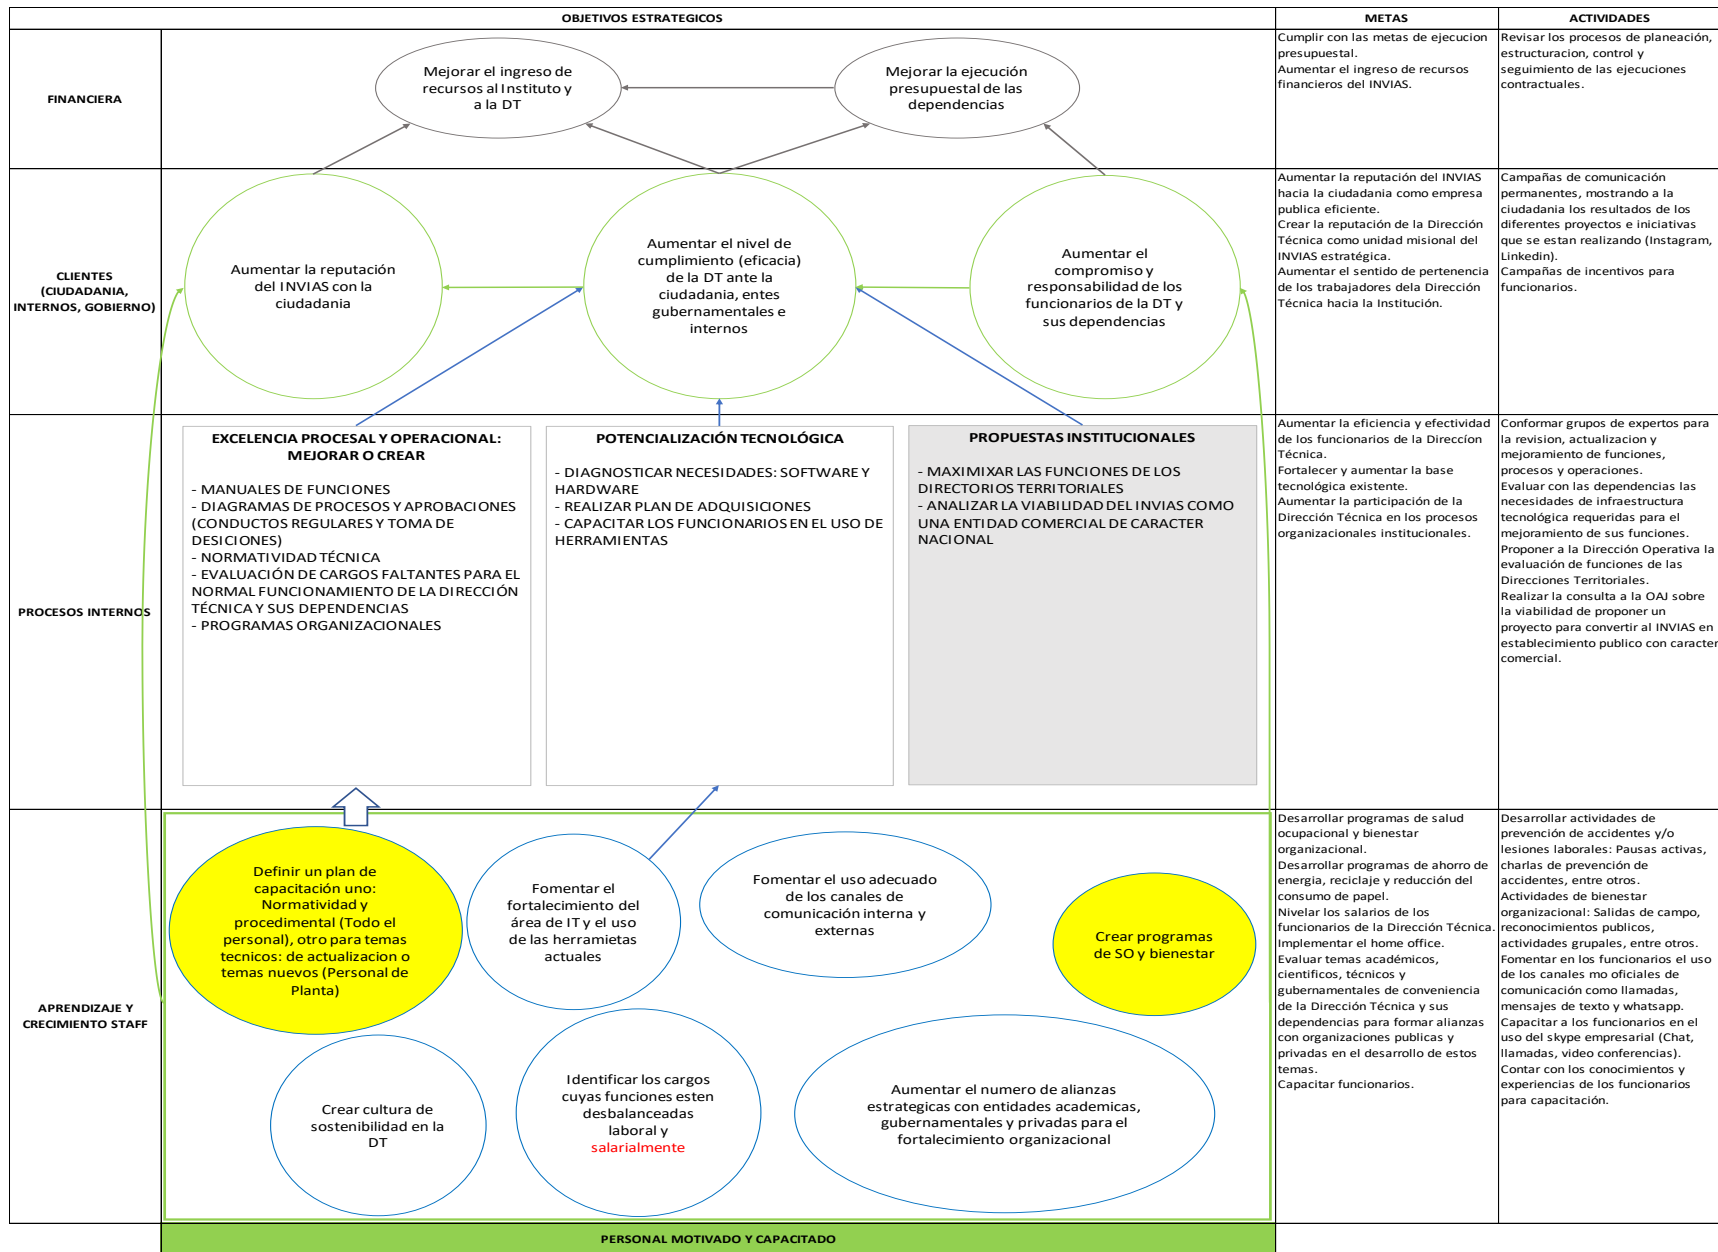 OBJETIVOS ESTRATEGICOS
METAS
ACTIVIDADES
FINANCIERA
Mejorar el ingreso de
recursos al Instituto y
a la DT
Mejorar la ejecución
presupuestal de las
dependencias
Cumplir con las metas de ejecucion
presupuestal.
Aumentar el ingreso de recursos
financieros del INVIAS.
Revisar los procesos de planeación,
estructuracion, control y
seguimiento de las ejecuciones
contractuales.
CLIENTES
(CIUDADANIA,
INTERNOS, GOBIERNO)
Aumentar la reputación
del INVIAS con la
ciudadania
Aumentar el nivel de
cumplimiento (eficacia)
de la DT ante la
ciudadania, entes
gubernamentales e
internos
Aumentar el
compromiso y
responsabilidad de los
funcionarios de la DT y
sus dependencias
Aumentar la reputación del INVIAS
hacia la ciudadania como empresa
publica eficiente.
Crear la reputación de la Dirección
Técnica como unidad misional del
INVIAS estratégica.
Aumentar el sentido de pertenencia
de los trabajadores dela Dirección
Técnica hacia la Institución.
Campañas de comunicación
permanentes, mostrando a la
ciudadania los resultados de los
diferentes proyectos e iniciativas
que se estan realizando (Instagram,
Linkedin).
Campañas de incentivos para
funcionarios.
PROCESOS INTERNOS
EXCELENCIA PROCESAL Y OPERACIONAL:
MEJORAR O CREAR
- MANUALES DE FUNCIONES
- DIAGRAMAS DE PROCESOS Y APROBACIONES
(CONDUCTOS REGULARES Y TOMA DE
DESICIONES)
- NORMATIVIDAD TÉCNICA
- EVALUACIÓN DE CARGOS FALTANTES PARA EL
NORMAL FUNCIONAMIENTO DE LA DIRECCIÓN
TÉCNICA Y SUS DEPENDENCIAS
- PROGRAMAS ORGANIZACIONALES
POTENCIALIZACIÓN TECNOLÓGICA
- DIAGNOSTICAR NECESIDADES: SOFTWARE Y
HARDWARE
- REALIZAR PLAN DE ADQUISICIONES
- CAPACITAR LOS FUNCIONARIOS EN EL USO DE
HERRAMIENTAS
PROPUESTAS INSTITUCIONALES
- MAXIMIXAR LAS FUNCIONES DE LOS
DIRECTORIOS TERRITORIALES
- ANALIZAR LA VIABILIDAD DEL INVIAS COMO
UNA ENTIDAD COMERCIAL DE CARACTER
NACIONAL
Aumentar la eficiencia y efectividad
de los funcionarios de la Direccíon
Técnica.
Fortalecer y aumentar la base
tecnológica existente.
Aumentar la participación de la
Dirección Técnica en los procesos
organizacionales institucionales.
Conformar grupos de expertos para
la revision, actualizacion y
mejoramiento de funciones,
procesos y operaciones.
Evaluar con las dependencias las
necesidades de infraestructura
tecnológica requeridas para el
mejoramiento de sus funciones.
Proponer a la Dirección Operativa la
evaluación de funciones de las
Direcciones Territoriales.
Realizar la consulta a la OAJ sobre
la viabilidad de proponer un
proyecto para convertir al INVIAS en
establecimiento publico con caracter
comercial.
APRENDIZAJE Y
CRECIMIENTO STAFF
Definir un plan de
capacitación uno:
Normatividad y
procedimental (Todo el
personal), otro para temas
tecnicos: de actualizacion o
temas nuevos (Personal de
Planta)
Fomentar el
fortalecimiento del
área de IT y el uso
de las herramietas
actuales
Fomentar el uso adecuado
de los canales de
comunicación interna y
externas
Crear programas
de SO y bienestar
Crear cultura de
sostenibilidad en la
DT
Identificar los cargos
cuyas funciones esten
desbalanceadas
laboral y
salarialmente
Aumentar el numero de alianzas
estrategicas con entidades academicas,
gubernamentales y privadas para el
fortalecimiento organizacional
Desarrollar programas de salud
ocupacional y bienestar
organizacional.
Desarrollar programas de ahorro de
energia, reciclaje y reducción del
consumo de papel.
Nivelar los salarios de los
funcionarios de la Dirección Técnica.
Implementar el home office.
Evaluar temas académicos,
cientificos, técnicos y
gubernamentales de conveniencia
de la Dirección Técnica y sus
dependencias para formar alianzas
con organizaciones publicas y
privadas en el desarrollo de estos
temas.
Capacitar funcionarios.
Desarrollar actividades de
prevención de accidentes y/o
lesiones laborales: Pausas activas,
charlas de prevención de
accidentes, entre otros.
Actividades de bienestar
organizacional: Salidas de campo,
reconocimientos publicos,
actividades grupales, entre otros.
Fomentar en los funcionarios el uso
de los canales mo oficiales de
comunicación como llamadas,
mensajes de texto y whatsapp.
Capacitar a los funcionarios en el
uso del skype empresarial (Chat,
llamadas, video conferencias).
Contar con los conocimientos y
experiencias de los funcionarios
para capacitación.
PERSONAL MOTIVADO Y CAPACITADO